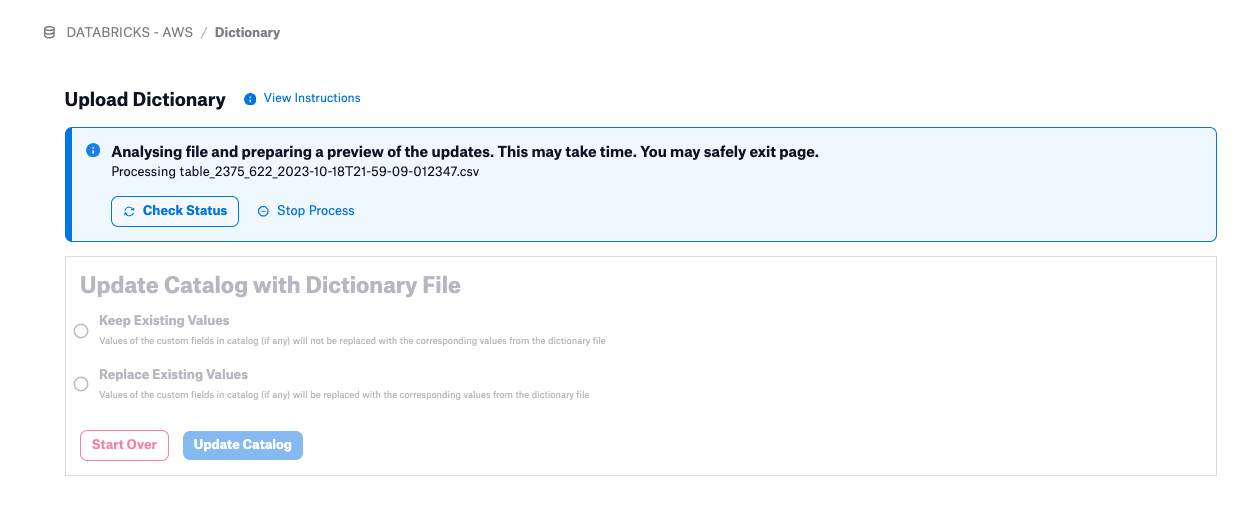 DATABRICKS - AWS / Dictionary
Upload Dictionary View Instructions
Analysing file and preparing a preview of the updates. This may take time. You may safely exit page.
Processing table_2375_622_2023-10-18T21-59-09-012347.csv
Check Status Stop Process
Update Catalog with Dictionary File
Keep Existing Values
Values of the custom fields in catalog (if any) will not be replaced with the corresponding values from the dictionary file
Replace Existing Values
Values of the custom fields in catalog (if any) will be replaced with the corresponding values from the dictionary file
Start Over Update Catalog